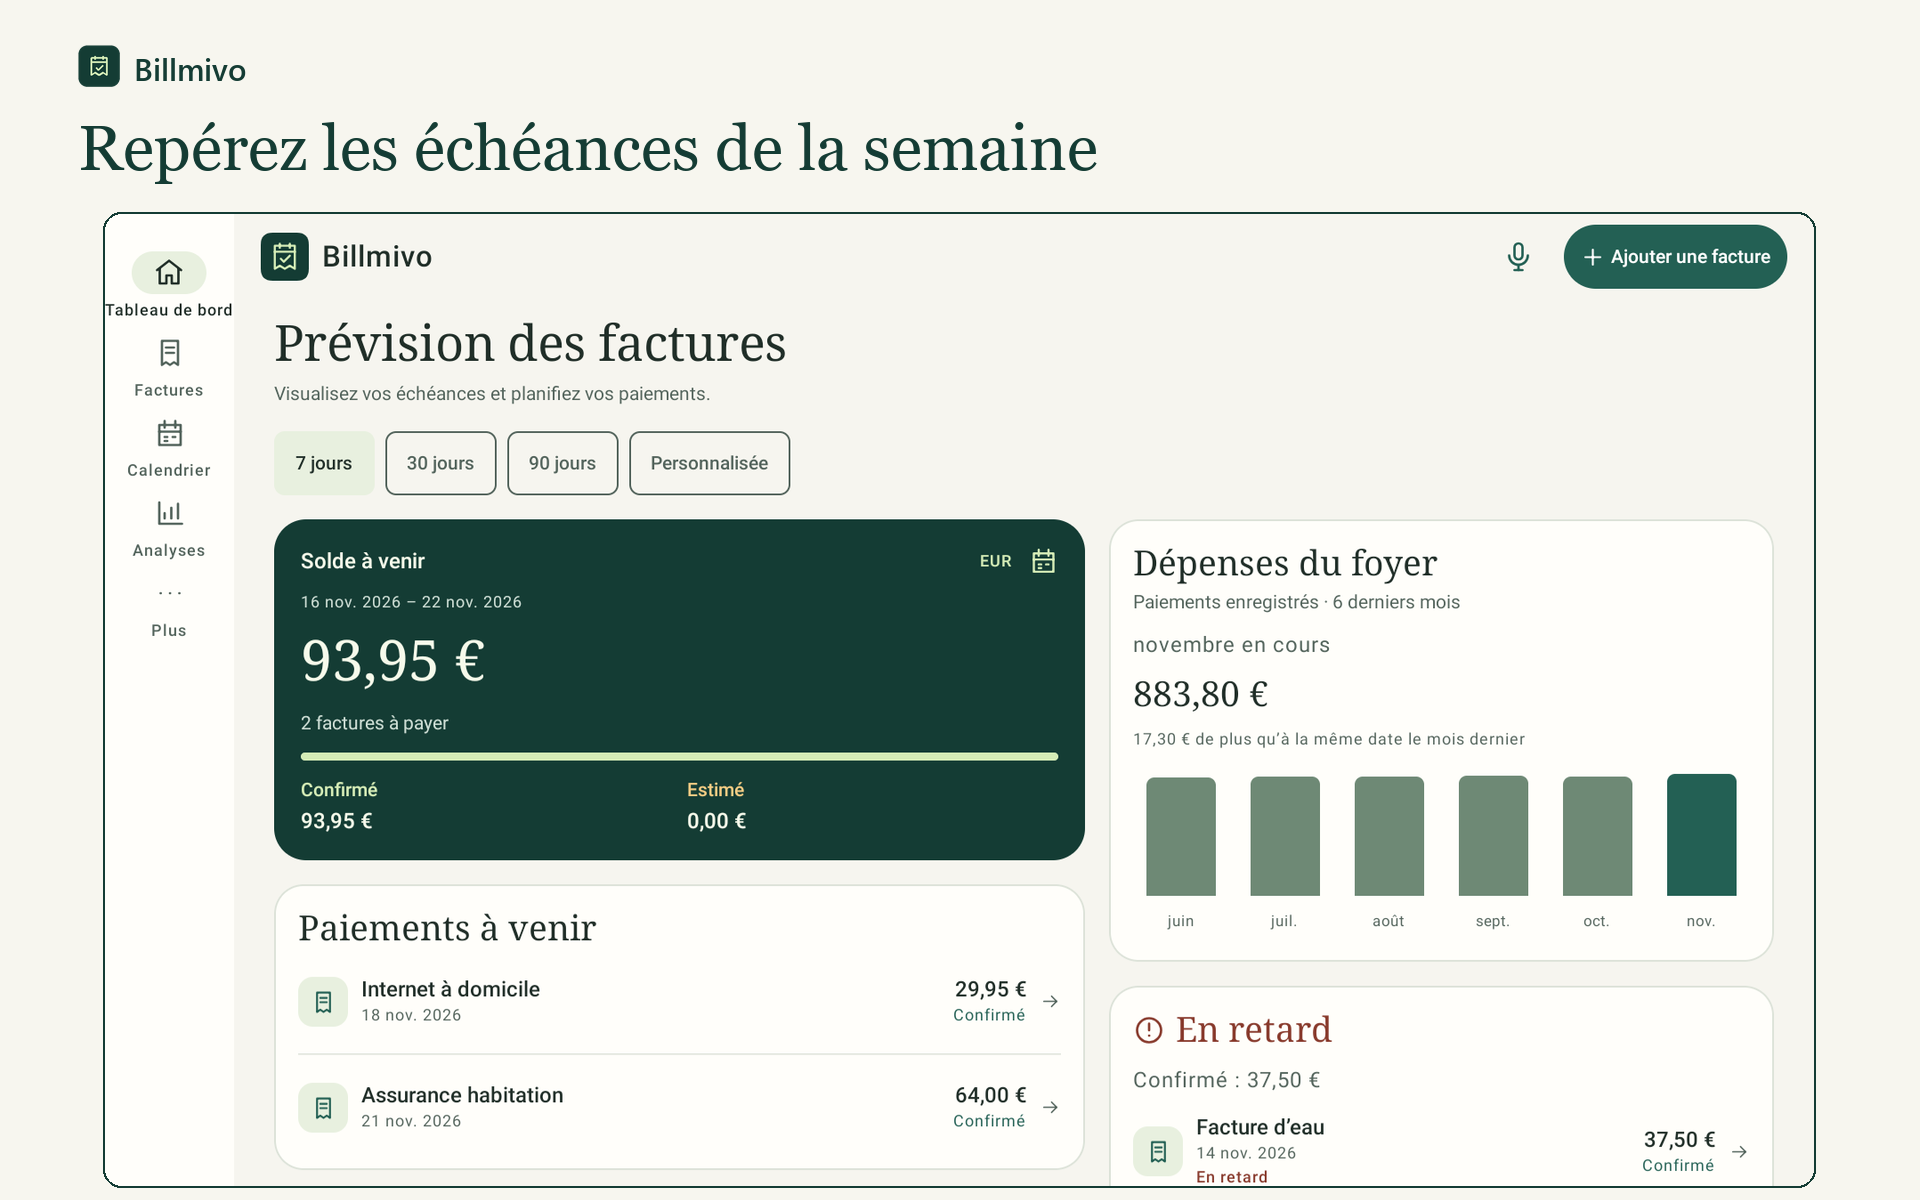 Billmivo
Repérez les échéances de la semaine
Billmivo
Ajouter une facture
Tableau de bord
Factures
Calendrier
Analyses
Plus
Prévision des factures
Visualisez vos échéances et planifiez vos paiements.
7 jours
30 jours
90 jours
Personnalisée
Solde à venir
EUR
16 nov. 2026 – 22 nov. 2026
93,95 €
2 factures à payer
Confirmé
93,95 €
Estimé
0,00 €
Paiements à venir
Internet à domicile
18 nov. 2026
29,95 €
Confirmé
Assurance habitation
21 nov. 2026
64,00 €
Confirmé
Dépenses du foyer
Paiements enregistrés · 6 derniers mois
novembre en cours
883,80 €
17,30 € de plus qu’à la même date le mois dernier
juin
juil.
août
sept.
oct.
nov.
En retard
Confirmé : 37,50 €
Facture d’eau
14 nov. 2026
En retard
37,50 €
Confirmé